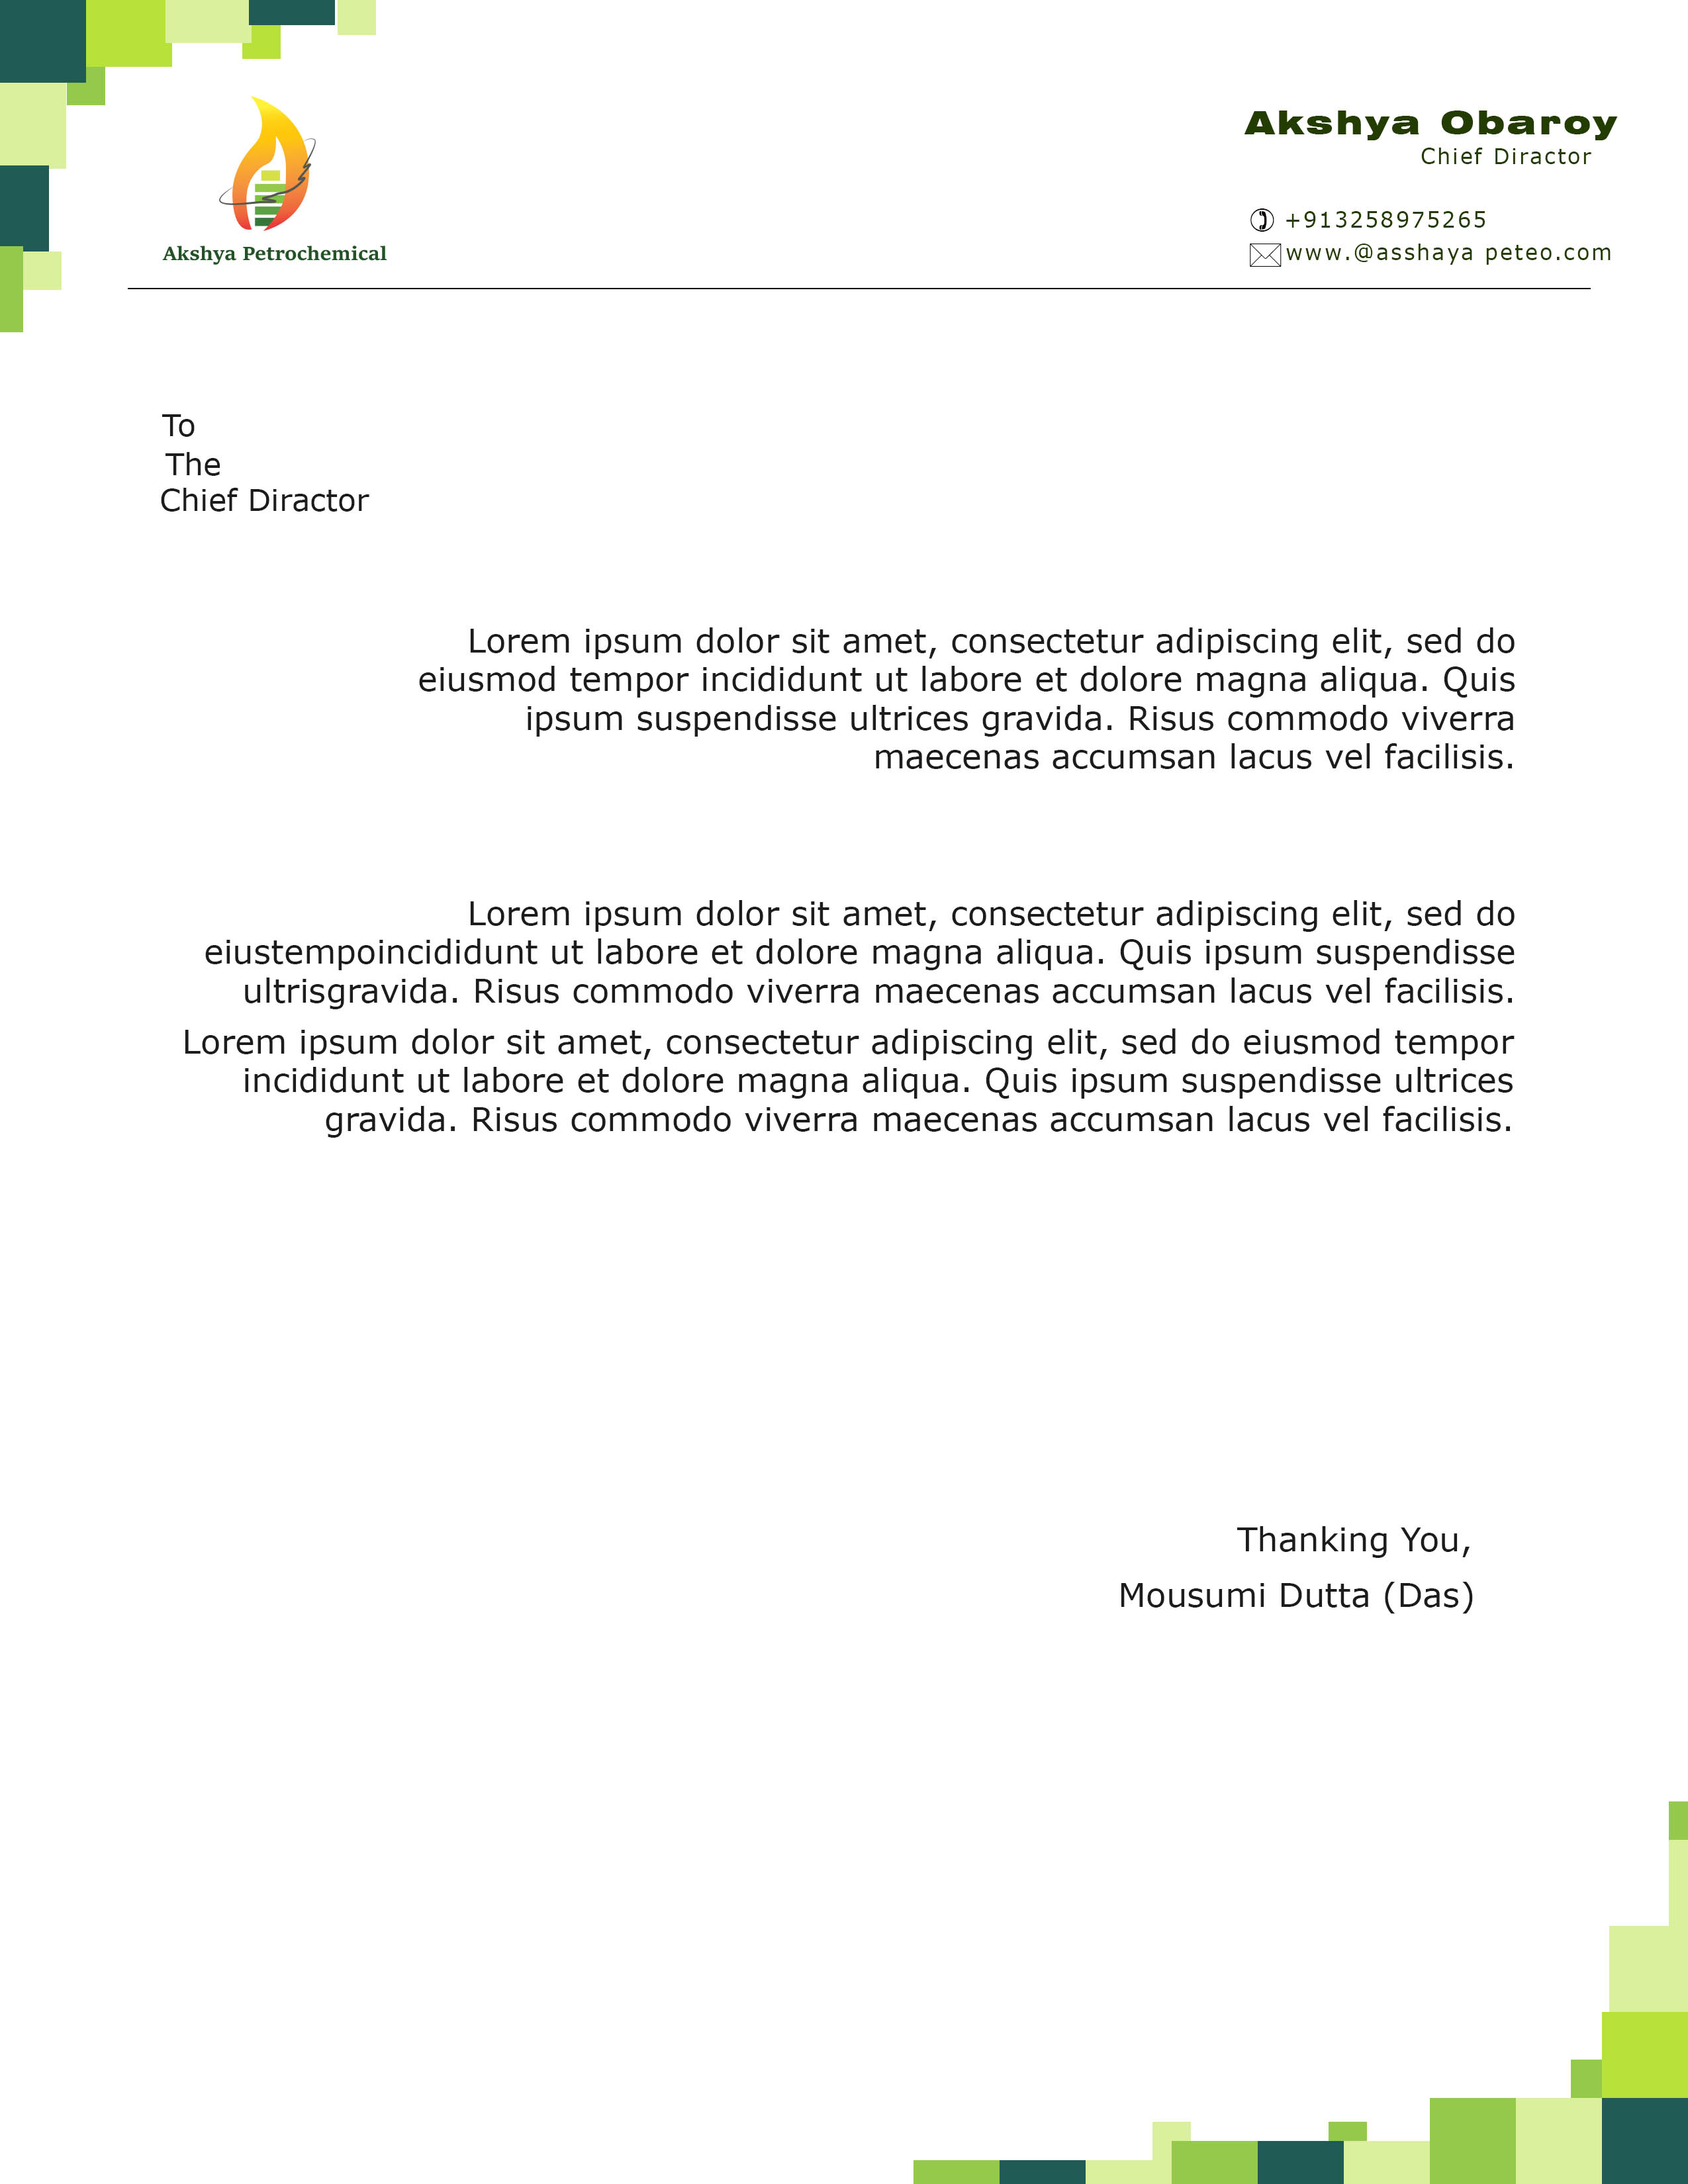 Akshya Petrochemical
Akshya Obaroy
Chief Diractor
+913258975265
www.@asshaya peteo.com
To
The
Chief Diractor
Lorem ipsum dolor sit amet, consectetur adipiscing elit, sed do
eiusmod tempor incididunt ut labore et dolore magna aliqua. Quis
ipsum suspendisse ultrices gravida. Risus commodo viverra
maecenas accumsan lacus vel facilisis.
Lorem ipsum dolor sit amet, consectetur adipiscing elit, sed do
eiustempoincididunt ut labore et dolore magna aliqua. Quis ipsum suspendisse
ultrisgravida. Risus commodo viverra maecenas accumsan lacus vel facilisis.
Lorem ipsum dolor sit amet, consectetur adipiscing elit, sed do eiusmod tempor
incididunt ut labore et dolore magna aliqua. Quis ipsum suspendisse ultrices
gravida. Risus commodo viverra maecenas accumsan lacus vel facilisis.
Thanking You,
Mousumi Dutta (Das)